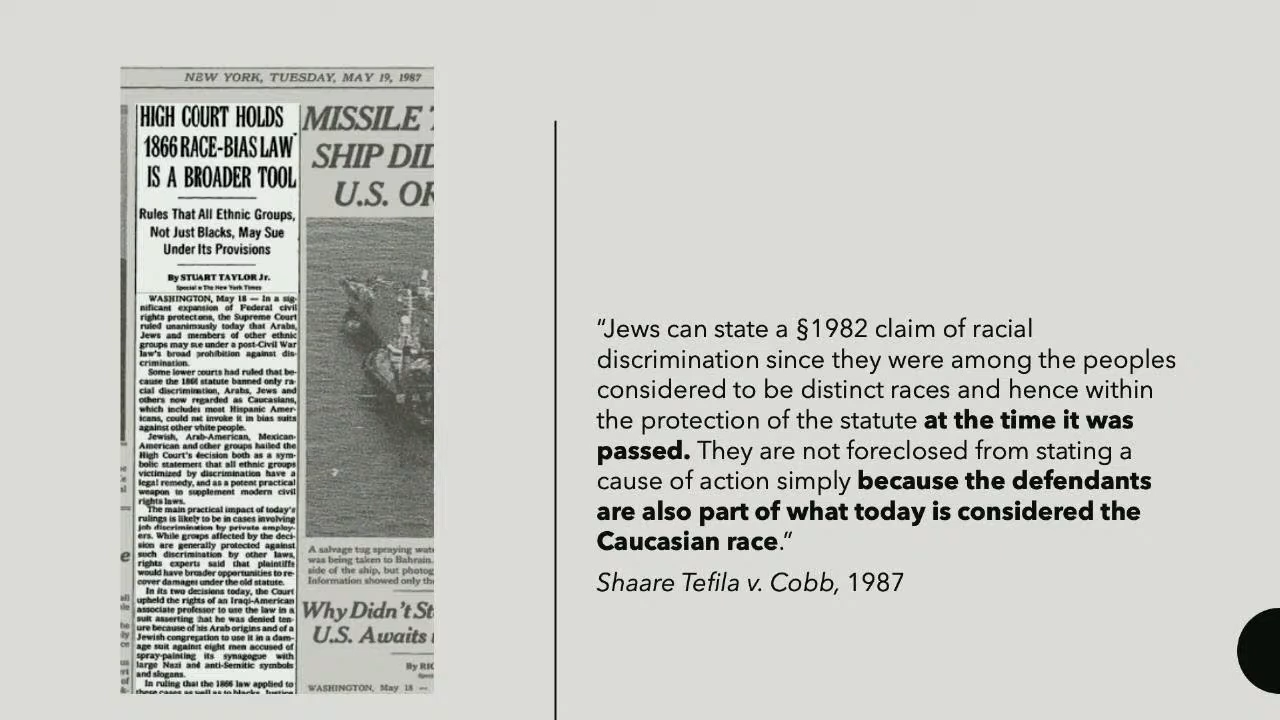 NEW YORK, TUESDAY, MAY 19, 1987
HIGH COURT HOLDS
1866 RACE-BIAS LAW
IS A BROADER TOOL
Rules That All Ethnic Groups,
Not Just Blacks, May Sue
Under Its Provisions
By STUART TAYLOR Jr.
Special to The New York Times
WASHINGTON, May 18 — In a sig-
nificant expansion of Federal civil
rights protections, the Supreme Court
ruled unanimously today that Arabs,
Jews and members of other ethnic
groups may sue under a post-Civil War
law's broad prohibition against dis-
crimination.
Some lower courts had ruled that be-
cause the 1866 statute banned only ra-
cial discrimination, Arabs, Jews and
others now regarded as Caucasians,
which includes most Hispanic Amer-
icans, could not invoke it in bias suits
against other white people.
Jewish, Arab-American, Mexican-
American and other groups hailed the
High Court's decision both as a sym-
bolic statement that all ethnic groups
victimized by discrimination have a
legal remedy, and as a potent practical
weapon to supplement modern civil
rights laws.
The main practical impact of today's
rulings is likely to be in cases involving
job discrimination by private employ-
ers. While groups affected by the deci-
sion are generally protected against
such discrimination by other laws,
rights experts said that plaintiffs
would have broader opportunities to re-
cover damages under the old statute.
In its two decisions today, the Court
upheld the rights of an Iraqi-American
associate professor to use the law in a
suit asserting that he was denied ten-
ure because of his Arab origins and of a
Jewish congregation to use it in a dam-
age suit against eight men accused of
spray-painting its synagogue with
large Nazi and anti-Semitic symbols
and slogans.
In ruling that the 1866 law applied to
these cases as well as to blacks, Justice
MISSILE
SHIP DID
U.S.
A salvage tug spraying
was being taken to Bahrain.
side of the ship, but
Information showed only
Why Didn't
U.S. Awaits
By
WASHINGTON, May 18 —
“Jews can state a §1982 claim of racial
discrimination since they were among the peoples
considered to be distinct races and hence within
the protection of the statute at the time it was
passed. They are not foreclosed from stating a
cause of action simply because the defendants
are also part of what today is considered the
Caucasian race.”
Shaare Tefila v. Cobb, 1987